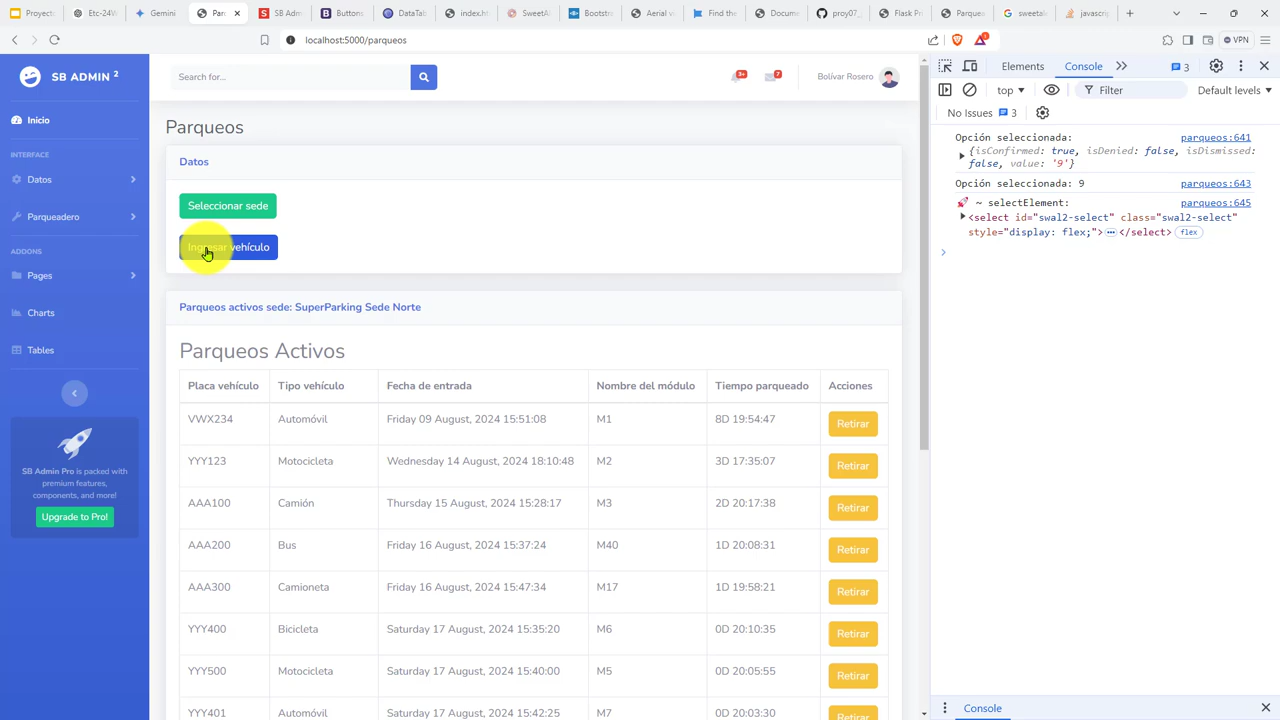 Proyecto
Etc-24W
Gemini
Par
SB Adm
Buttons
DataTab
index.ht
SweetAl
Bootstra
Aerial v
Find the
Docume
proy07_
Flask Pr
Parquea
sweetale
javascrip
localhost:5000/parqueos
VPN
SB ADMIN 2
Search for...
3+
7
Bolívar Rosero
Elements
Console
3
top
Filter
Default levels
No Issues
3
Inicio
INTERFACE
Datos
Parqueadero
ADDONS
Pages
Charts
Tables
SB Admin Pro is packed with
premium features,
components, and more!
Upgrade to Pro!
Parqueos
Datos
Seleccionar sede
Ingresar vehículo
Parqueos activos sede: SuperParking Sede Norte
Parqueos Activos
Placa vehículo Tipo vehículo Fecha de entrada Nombre del módulo Tiempo parqueado Acciones
VWX234 Automóvil Friday 09 August, 2024 15:51:08 M1 8D 19:54:47 Retirar
YYY123 Motocicleta Wednesday 14 August, 2024 18:10:48 M2 3D 17:35:07 Retirar
AAA100 Camión Thursday 15 August, 2024 15:28:17 M3 2D 20:17:38 Retirar
AAA200 Bus Friday 16 August, 2024 15:37:24 M40 1D 20:08:31 Retirar
AAA300 Camioneta Friday 16 August, 2024 15:47:34 M17 1D 19:58:21 Retirar
YYY400 Bicicleta Saturday 17 August, 2024 15:35:20 M6 0D 20:10:35 Retirar
YYY500 Motocicleta Saturday 17 August, 2024 15:40:00 M5 0D 20:05:55 Retirar
YYY401 Automóvil Saturday 17 August, 2024 15:42:25 M7 0D 20:03:30 Retirar
Opción seleccionada: parqueos:641
{isConfirmed: true, isDenied: false, isDismissed:
false, value: '9'}
Opción seleccionada: 9 parqueos:643
🚀 ~ selectElement: parqueos:645
<select id="swal2-select" class="swal2-select"
style="display: flex;">…</select> flex
Console